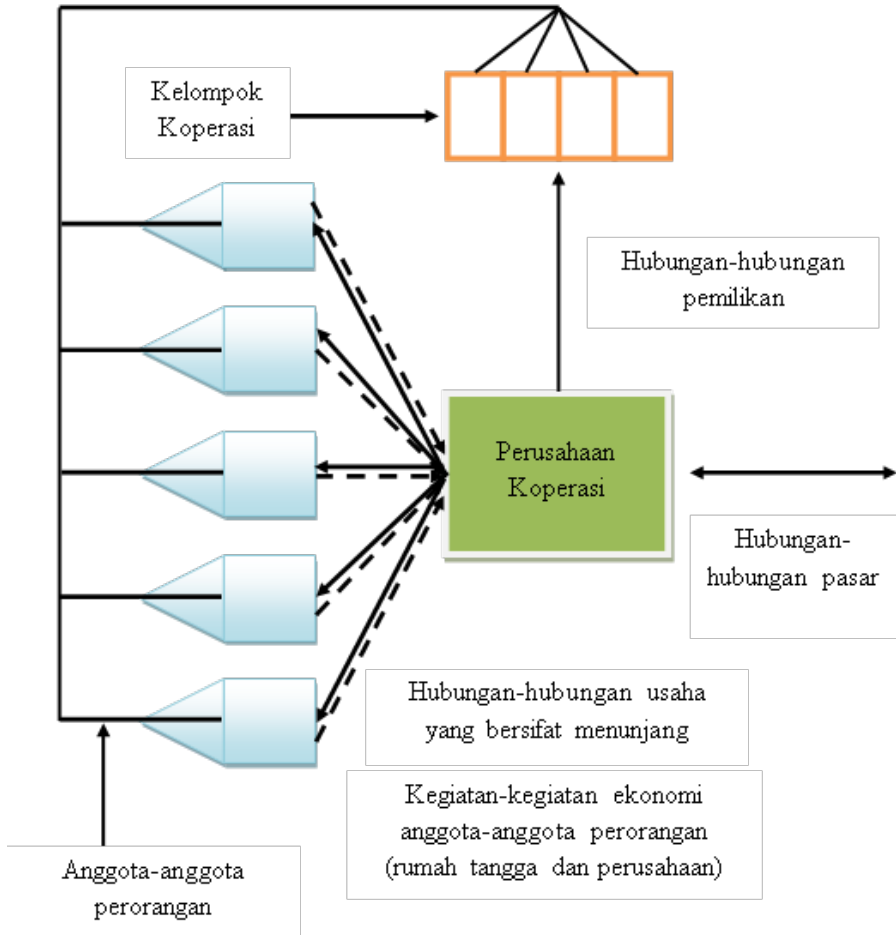 Kelompok
Koperasi
Hubungan-hubungan
pemilikan
Perusahaan
Koperasi
Hubungan-
hubungan pasar
Hubungan-hubungan usaha
yang bersifat menunjang
Kegiatan-kegiatan ekonomi
anggota-anggota perorangan
(rumah tangga dan perusahaan)
Anggota-anggota
perorangan